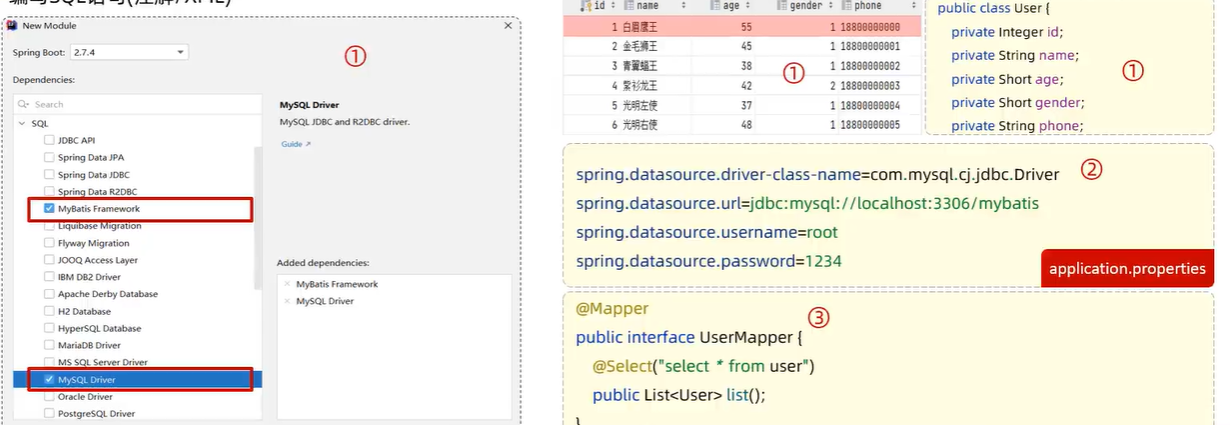 编写SQL语句(注解/XML)
New Module
Spring Boot: 2.7.4
①
Dependencies:
Search
SQL
JDBC API
Spring Data JPA
Spring Data JDBC
Spring Data R2DBC
MyBatis Framework
Liquibase Migration
Flyway Migration
JOOQ Access Layer
IBM DB2 Driver
Apache Derby Database
H2 Database
HyperSQL Database
MariaDB Driver
MS SQL Server Driver
MySQL Driver
Oracle Driver
PostgreSQL Driver
MySQL Driver
MySQL JDBC and R2DBC driver.
Guide ↗
Added dependencies:
× MyBatis Framework
× MySQL Driver
id name age gender phone
1 白眉鹰王 55 1 18800000000
2 金毛狮王 45 1 18800000001
3 青翼蝠王 38 1 18800000002
4 紫衫龙王 42 2 18800000003
5 光明左使 37 1 18800000004
6 光明右使 48 1 18800000005
①
public class User {
private Integer id;
private String name;
private Short age;
private Short gender;
private String phone;
①
spring.datasource.driver-class-name=com.mysql.cj.jdbc.Driver
spring.datasource.url=jdbc:mysql://localhost:3306/mybatis
spring.datasource.username=root
spring.datasource.password=1234
②
application.properties
@Mapper
public interface UserMapper {
@Select("select * from user")
public List<User> list();
}
③